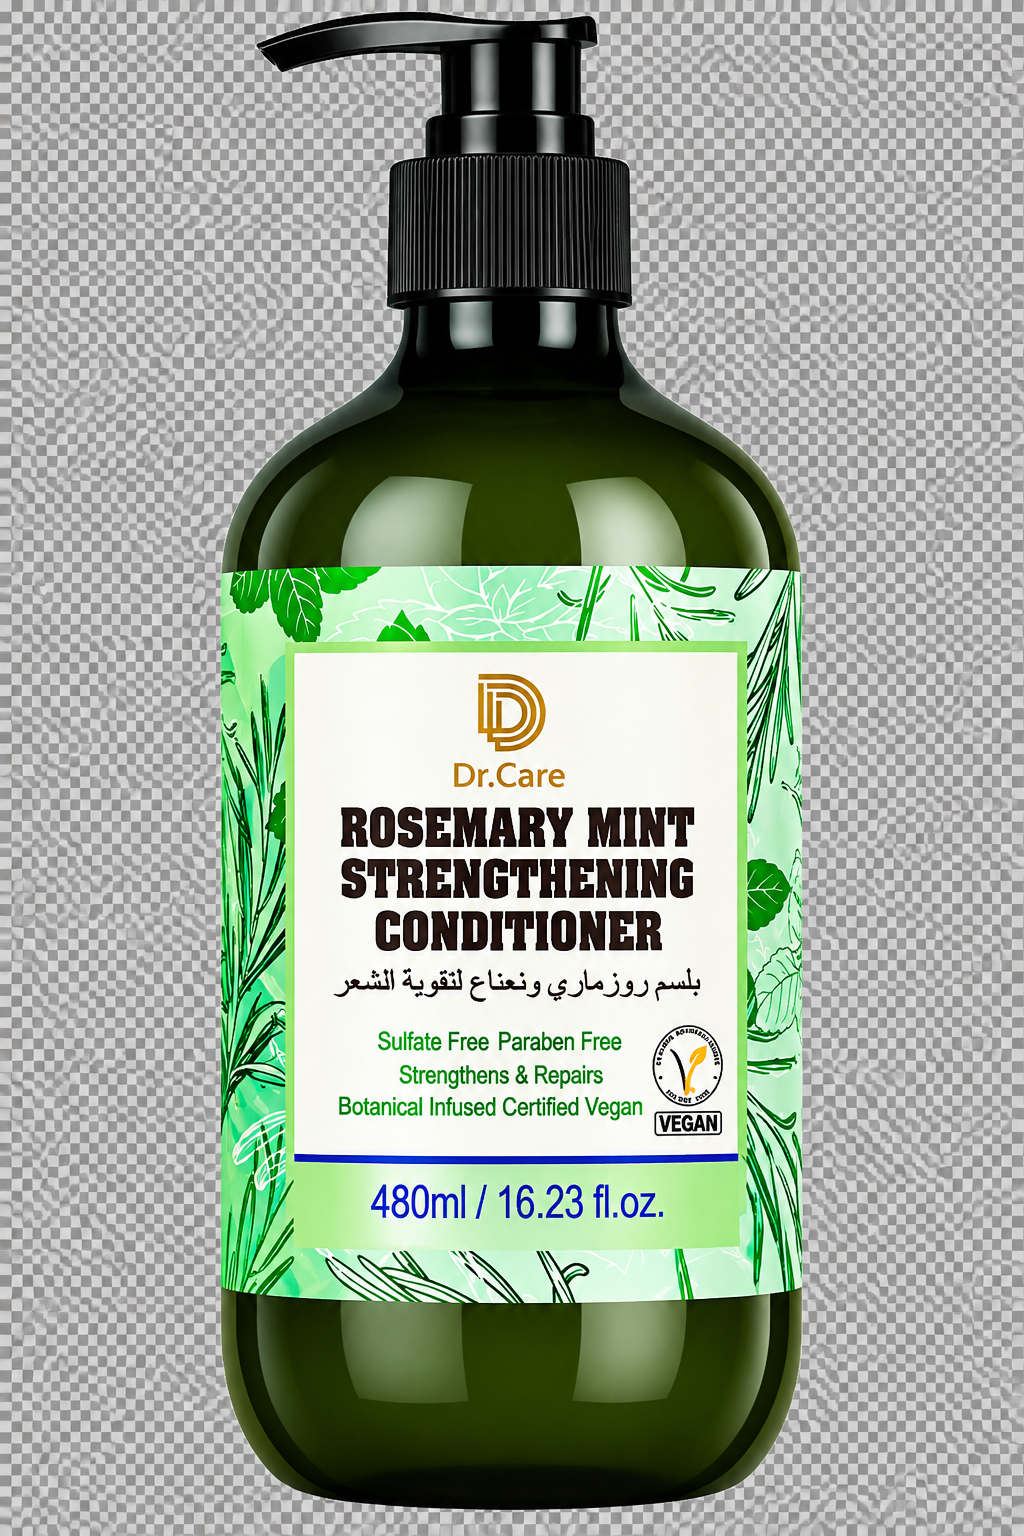 Dr.Care
ROSEMARY MINT
STRENGTHENING
CONDITIONER
بلسم روزماري ونعناع لتقوية الشعر
Sulfate Free Paraben Free
Strengthens & Repairs
Botanical Infused Certified Vegan
VEGAN
480ml / 16.23 fl.oz.